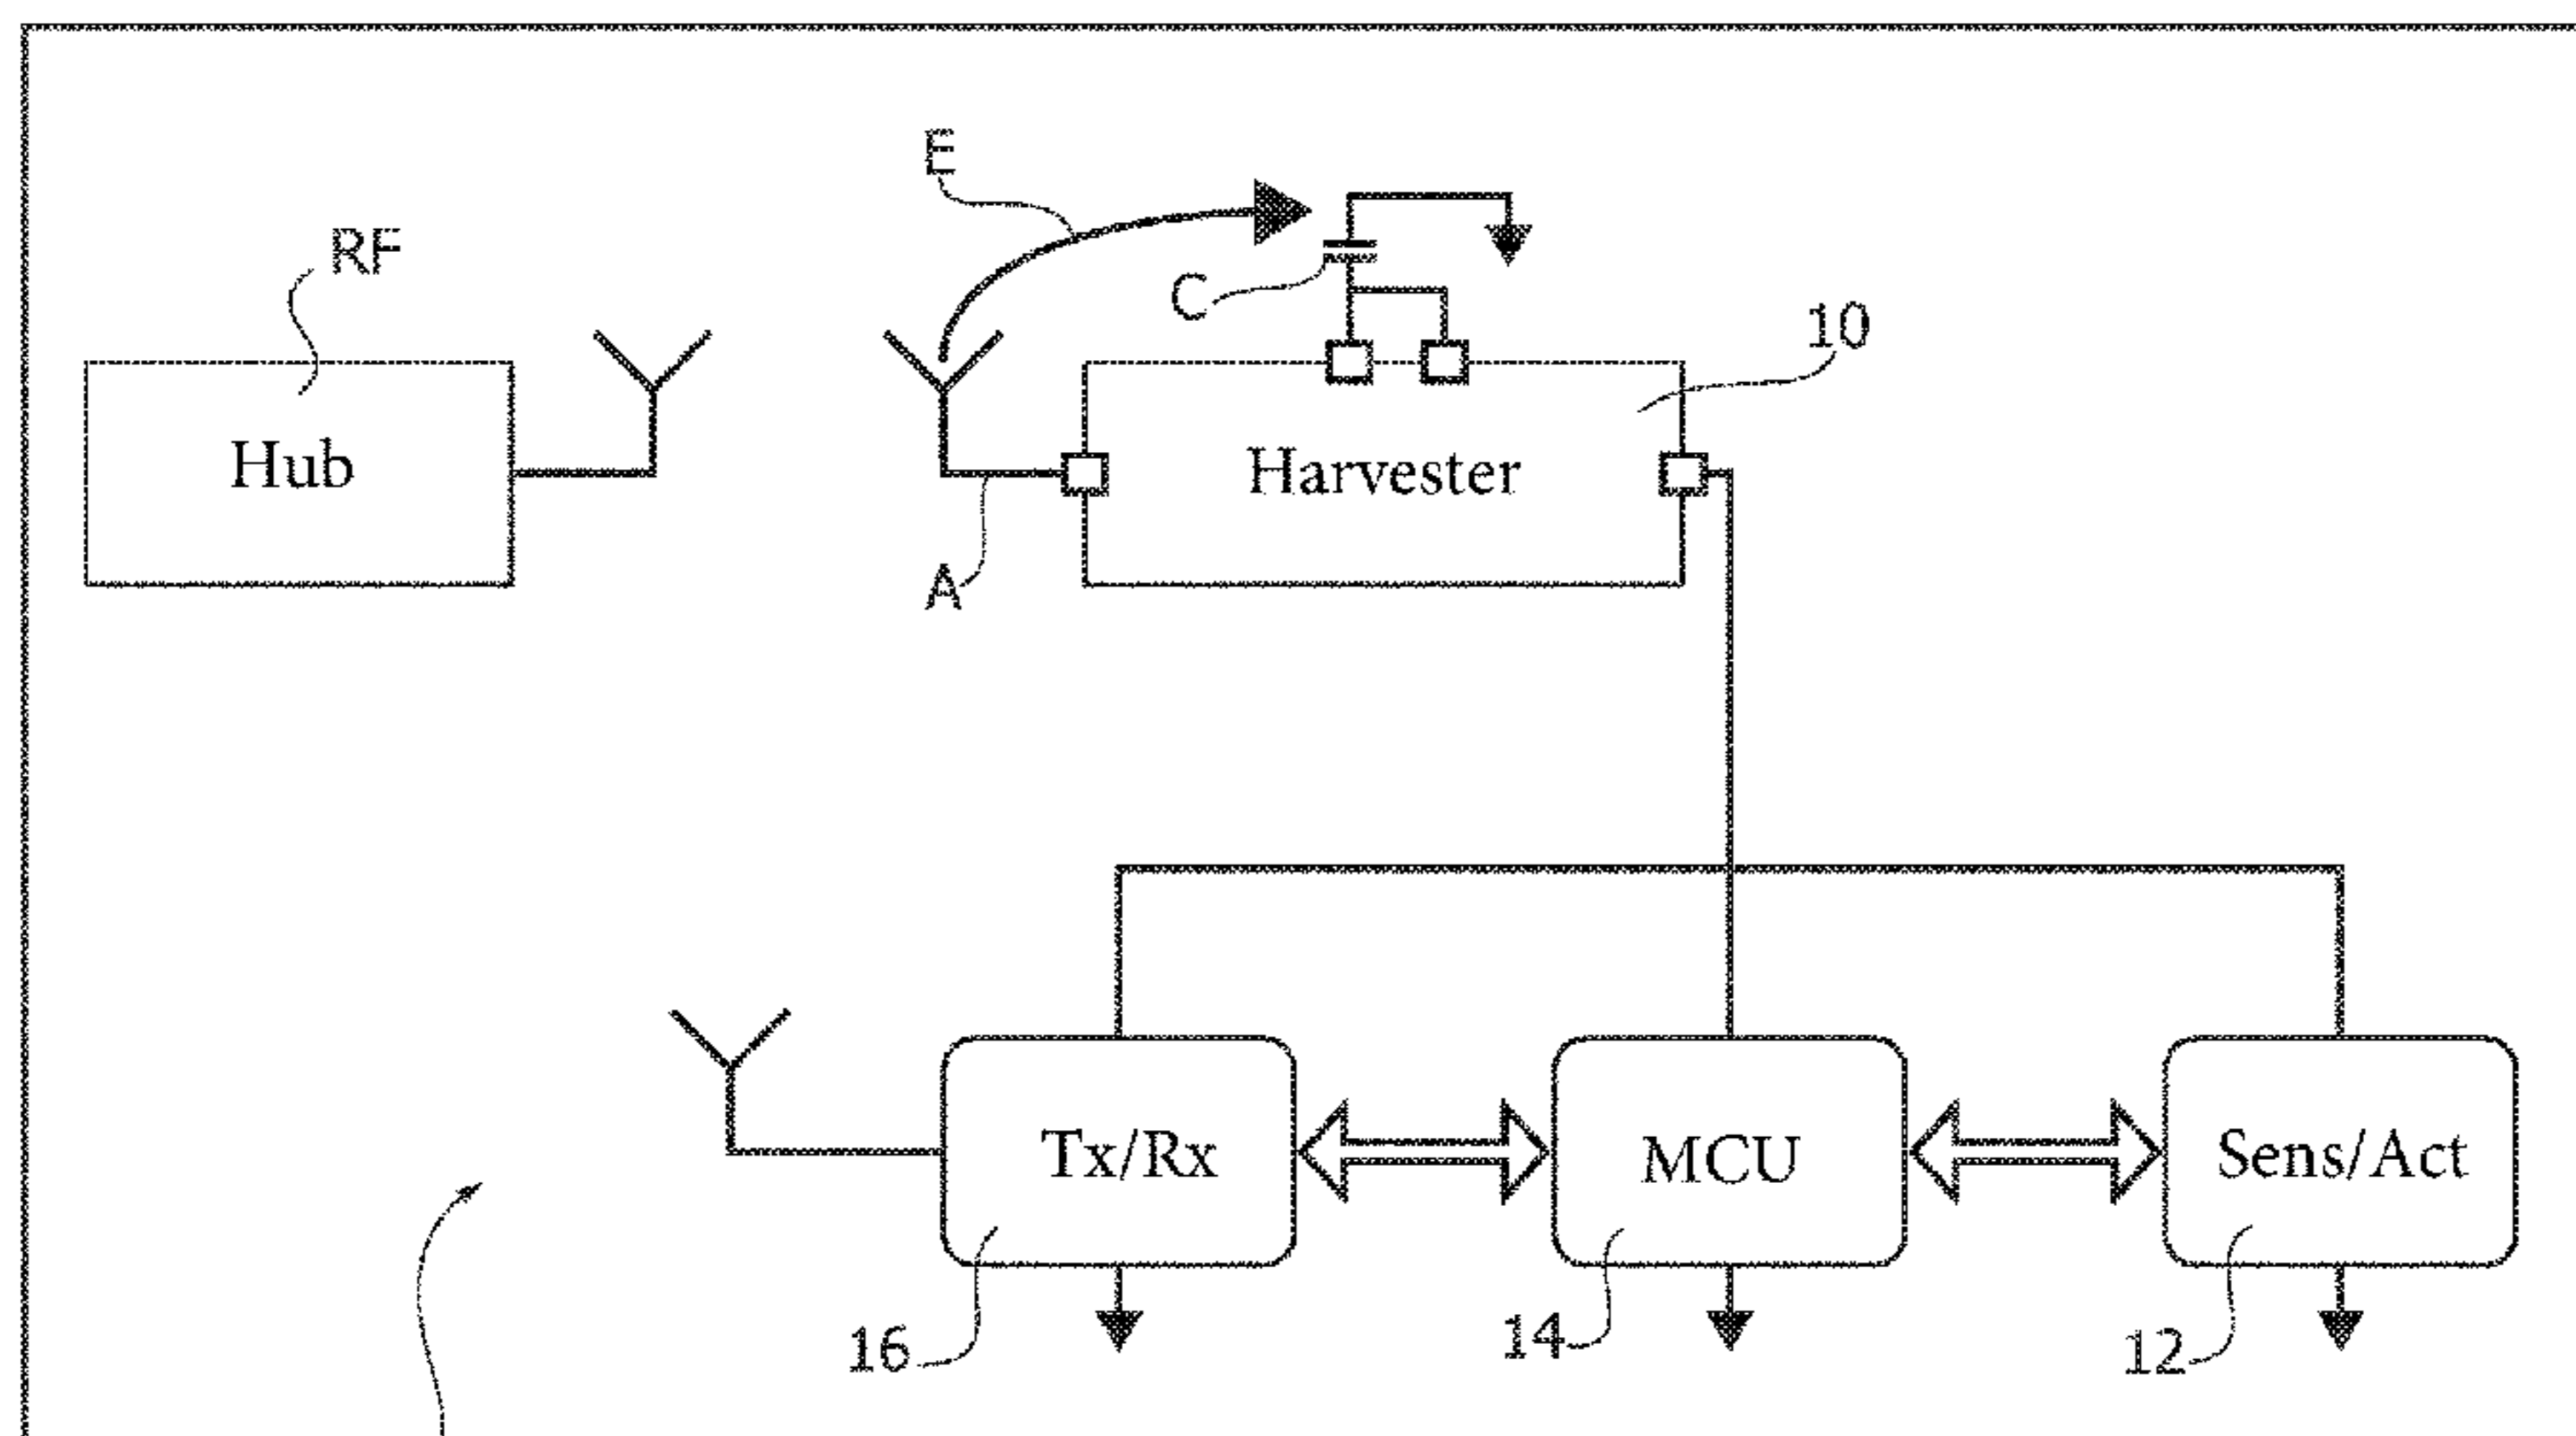 E
RF
C
10
Hub
Harvester
A
Tx/Rx
MCU
Sens/Act
16
14
12